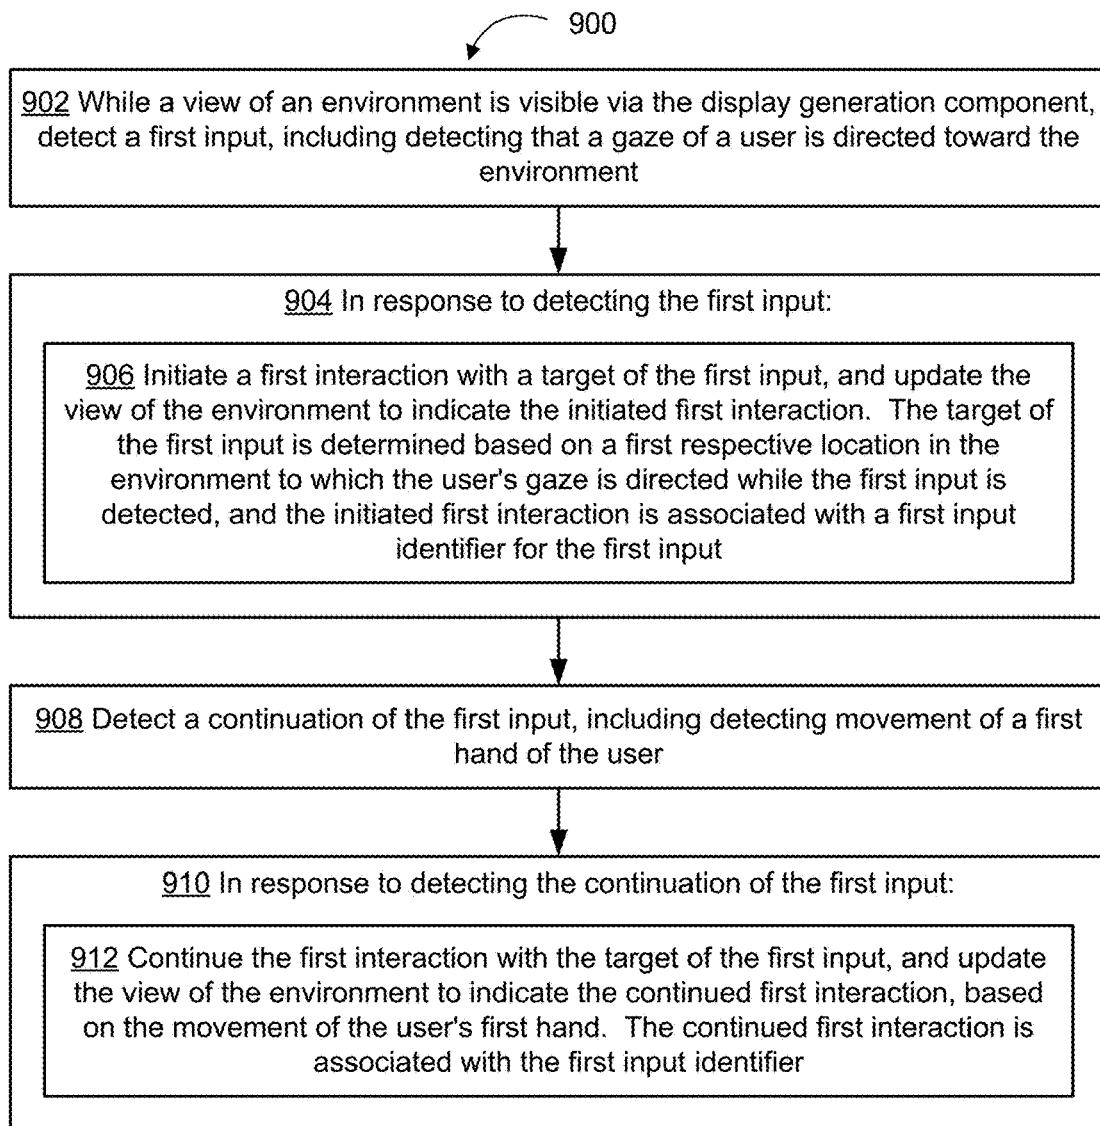 900
902 While a view of an environment is visible via the display generation component,
detect a first input, including detecting that a gaze of a user is directed toward the
environment
904 In response to detecting the first input:
906 Initiate a first interaction with a target of the first input, and update the
view of the environment to indicate the initiated first interaction.  The target of
the first input is determined based on a first respective location in the
environment to which the user's gaze is directed while the first input is
detected, and the initiated first interaction is associated with a first input
identifier for the first input
908 Detect a continuation of the first input, including detecting movement of a first
hand of the user
910 In response to detecting the continuation of the first input:
912 Continue the first interaction with the target of the first input, and update
the view of the environment to indicate the continued first interaction, based
on the movement of the user's first hand.  The continued first interaction is
associated with the first input identifier